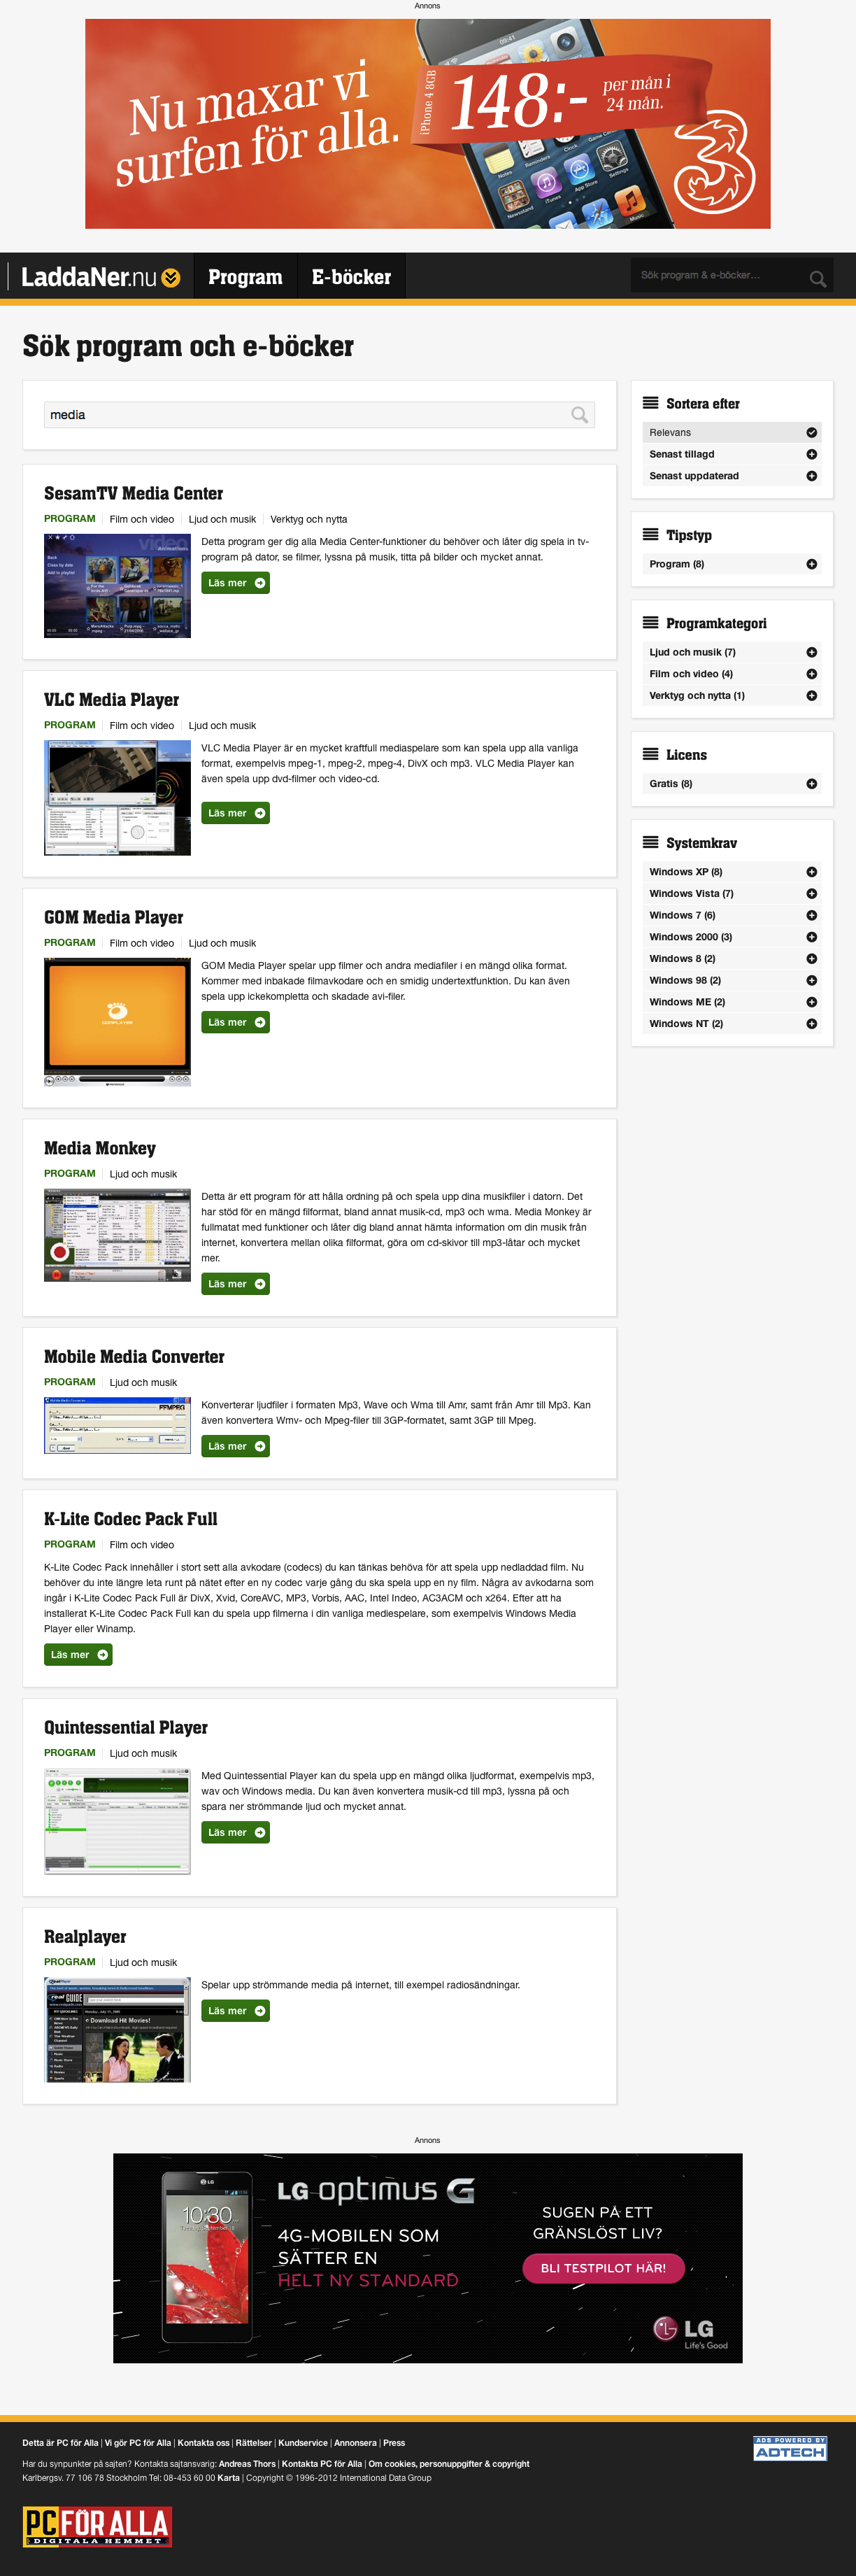 Annons
Nu maxar vi
surfen för alla.
iPhone 4 8GB
148:-
per mån i
24 mån.
09:41
Notes
Reminders
Clock
Game Center
Newsstand
iTunes
App Store
Settings
Phone
Mail
Safari
Music
LaddaNer.nu
Program
E-böcker
Sök program & e-böcker...
Sök program och e-böcker
media
SesamTV Media Center
PROGRAM
Film och video
Ljud och musik
Verktyg och nytta
Detta program ger dig alla Media Center-funktioner du behöver och låter dig spela in tv-
program på dator, se filmer, lyssna på musik, titta på bilder och mycket annat.
Läs mer
VLC Media Player
PROGRAM
Film och video
Ljud och musik
VLC Media Player är en mycket kraftfull mediaspelare som kan spela upp alla vanliga
format, exempelvis mpeg-1, mpeg-2, mpeg-4, DivX och mp3. VLC Media Player kan
även spela upp dvd-filmer och video-cd.
Läs mer
GOM Media Player
PROGRAM
Film och video
Ljud och musik
GOM Media Player spelar upp filmer och andra mediafiler i en mängd olika format.
Kommer med inbakade filmavkodare och en smidig undertextfunktion. Du kan även
spela upp ickekompletta och skadade avi-filer.
Läs mer
Media Monkey
PROGRAM
Ljud och musik
Detta är ett program för att hålla ordning på och spela upp dina musikfiler i datorn. Det
har stöd för en mängd filformat, bland annat musik-cd, mp3 och wma. Media Monkey är
fullmatat med funktioner och låter dig bland annat hämta information om din musik från
internet, konvertera mellan olika filformat, göra om cd-skivor till mp3-låtar och mycket
mer.
Läs mer
Mobile Media Converter
PROGRAM
Ljud och musik
Konverterar ljudfiler i formaten Mp3, Wave och Wma till Amr, samt från Amr till Mp3. Kan
även konvertera Wmv- och Mpeg-filer till 3GP-formatet, samt 3GP till Mpeg.
Läs mer
K-Lite Codec Pack Full
PROGRAM
Film och video
K-Lite Codec Pack innehåller i stort sett alla avkodare (codecs) du kan tänkas behöva för att spela upp nedladdad film. Nu
behöver du inte längre leta runt på nätet efter en ny codec varje gång du ska spela upp en ny film. Några av avkodarna som
ingår i K-Lite Codec Pack Full är DivX, Xvid, CoreAVC, MP3, Vorbis, AAC, Intel Indeo, AC3ACM och x264. Efter att ha
installerat K-Lite Codec Pack Full kan du spela upp filmerna i din vanliga mediespelare, som exempelvis Windows Media
Player eller Winamp.
Läs mer
Quintessential Player
PROGRAM
Ljud och musik
Med Quintessential Player kan du spela upp en mängd olika ljudformat, exempelvis mp3,
wav och Windows media. Du kan även konvertera musik-cd till mp3, lyssna på och
spara ner strömmande ljud och mycket annat.
Läs mer
Realplayer
PROGRAM
Ljud och musik
Spelar upp strömmande media på internet, till exempel radiosändningar.
Läs mer
real GUIDE
Download Hit Movies!
Sortera efter
Relevans
Senast tillagd
Senast uppdaterad
Tipstyp
Program (8)
Programkategori
Ljud och musik (7)
Film och video (4)
Verktyg och nytta (1)
Licens
Gratis (8)
Systemkrav
Windows XP (8)
Windows Vista (7)
Windows 7 (6)
Windows 2000 (3)
Windows 8 (2)
Windows 98 (2)
Windows ME (2)
Windows NT (2)
Annons
LG
10:30
LG optimus G
4G-MOBILEN SOM
SÄTTER EN
HELT NY STANDARD
SUGEN PÅ ETT
GRÄNSLÖST LIV?
BLI TESTPILOT HÄR!
LG
Life's Good
Detta är PC för Alla | Vi gör PC för Alla | Kontakta oss | Rättelser | Kundservice | Annonsera | Press
Har du synpunkter på sajten? Kontakta sajtansvarig: Andreas Thors | Kontakta PC för Alla | Om cookies, personuppgifter & copyright
Karlbergsv. 77 106 78 Stockholm Tel: 08-453 60 00 Karta | Copyright © 1996-2012 International Data Group
ADS POWERED BY
ADTECH
PC FÖR ALLA
DIGITALA HEMMET